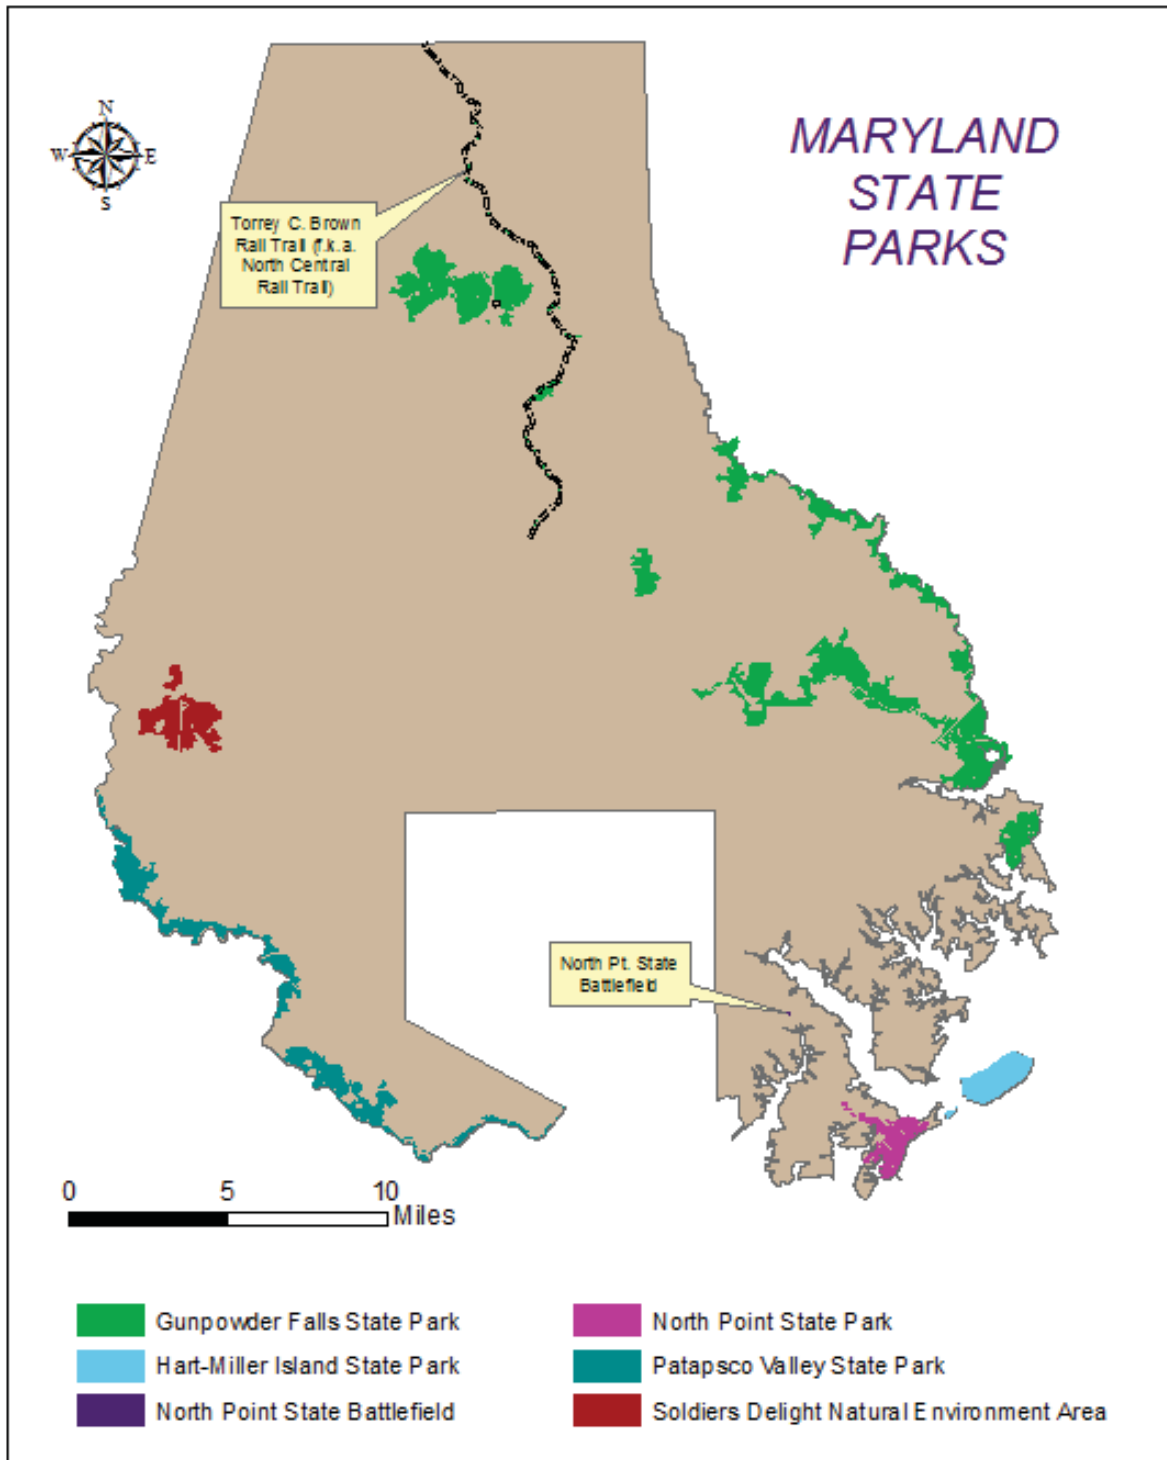 MARYLAND
STATE
PARKS
N
W
E
S
Torrey C. Brown
Rail Trail (f.k.a.
North Central
Rail Trail)
North Pt. State
Battlefield
0 5 10
Miles
Gunpowder Falls State Park
Hart-Miller Island State Park
North Point State Battlefield
North Point State Park
Patapsco Valley State Park
Soldiers Delight Natural Environment Area